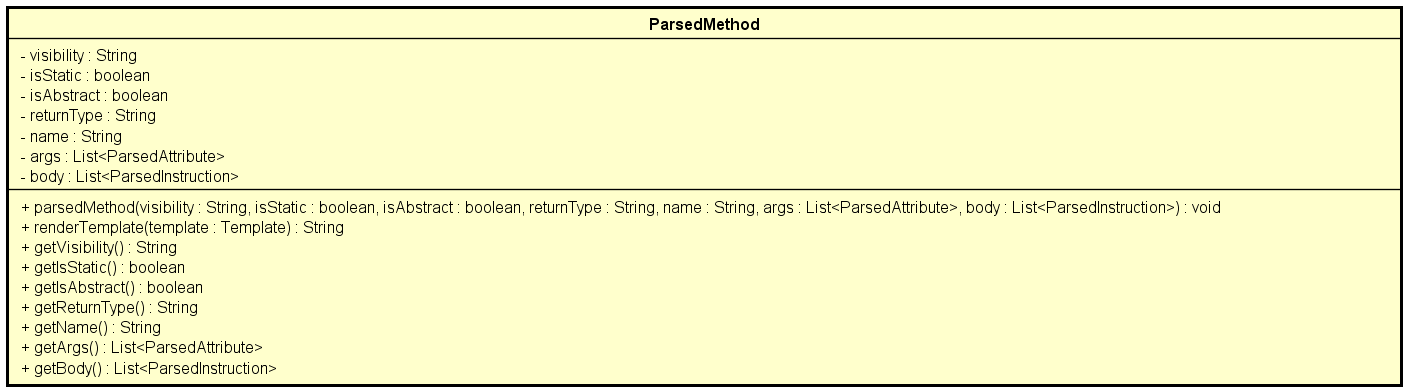 ParsedMethod
- visibility : String
- isStatic : boolean
- isAbstract : boolean
- returnType : String
- name : String
- args : List<ParsedAttribute>
- body : List<ParsedInstruction>
+ parsedMethod(visibility : String, isStatic : boolean, isAbstract : boolean, returnType : String, name : String, args : List<ParsedAttribute>, body : List<ParsedInstruction>) : void
+ renderTemplate(template : Template) : String
+ getVisibility() : String
+ getIsStatic() : boolean
+ getIsAbstract() : boolean
+ getReturnType() : String
+ getName() : String
+ getArgs() : List<ParsedAttribute>
+ getBody() : List<ParsedInstruction>